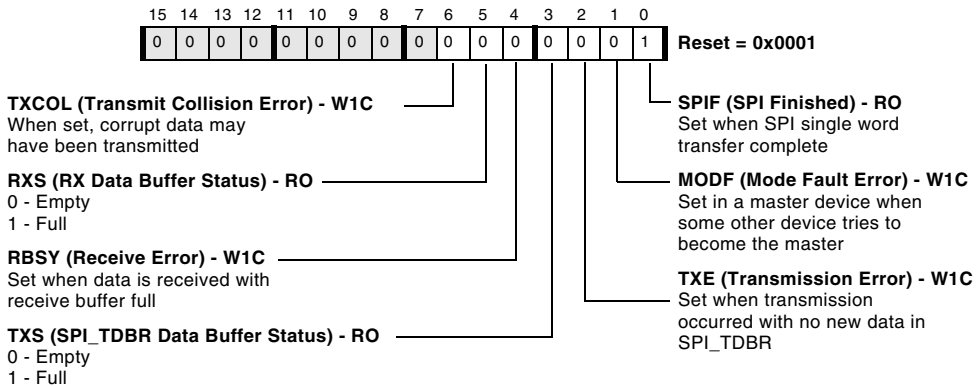 15 14 13 12 11 10 9 8 7 6 5 4 3 2 1 0
0 0 0 0 0 0 0 0 0 0 0 0 0 0 0 1 Reset = 0x0001
TXCOL (Transmit Collision Error) - W1C
When set, corrupt data may
have been transmitted
RXS (RX Data Buffer Status) - RO
0 - Empty
1 - Full
RBSY (Receive Error) - W1C
Set when data is received with
receive buffer full
TXS (SPI_TDBR Data Buffer Status) - RO
0 - Empty
1 - Full
SPIF (SPI Finished) - RO
Set when SPI single word
transfer complete
MODF (Mode Fault Error) - W1C
Set in a master device when
some other device tries to
become the master
TXE (Transmission Error) - W1C
Set when transmission
occurred with no new data in
SPI_TDBR